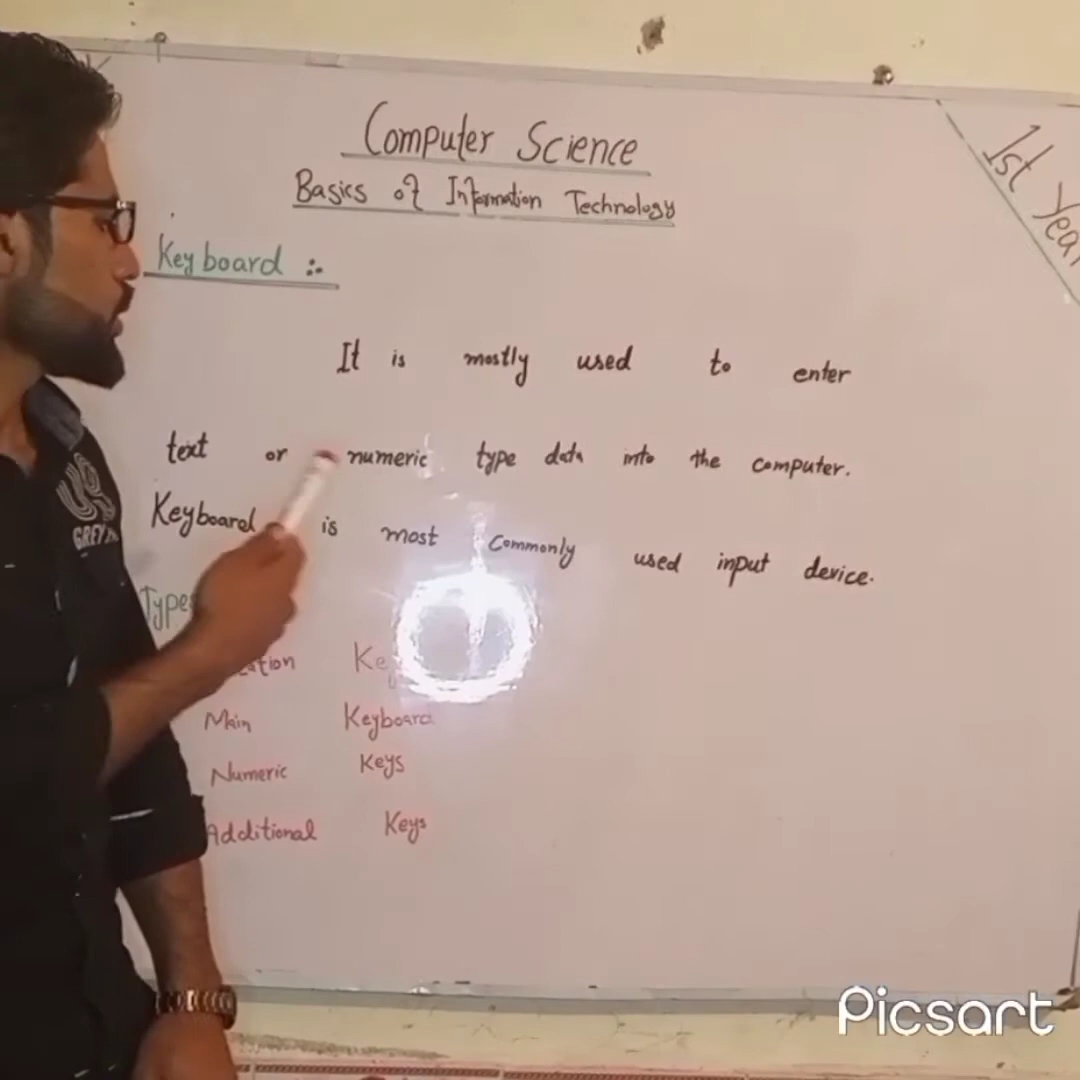 Computer Science
1st Year
Basics of Information Technology
Keyboard :-
It is mostly used to enter
text or numeric type data into the computer.
Keyboard is most commonly used input device.
Types
Main Keyboard
Numeric Keys
Additional Keys
US
GREY
Picsart